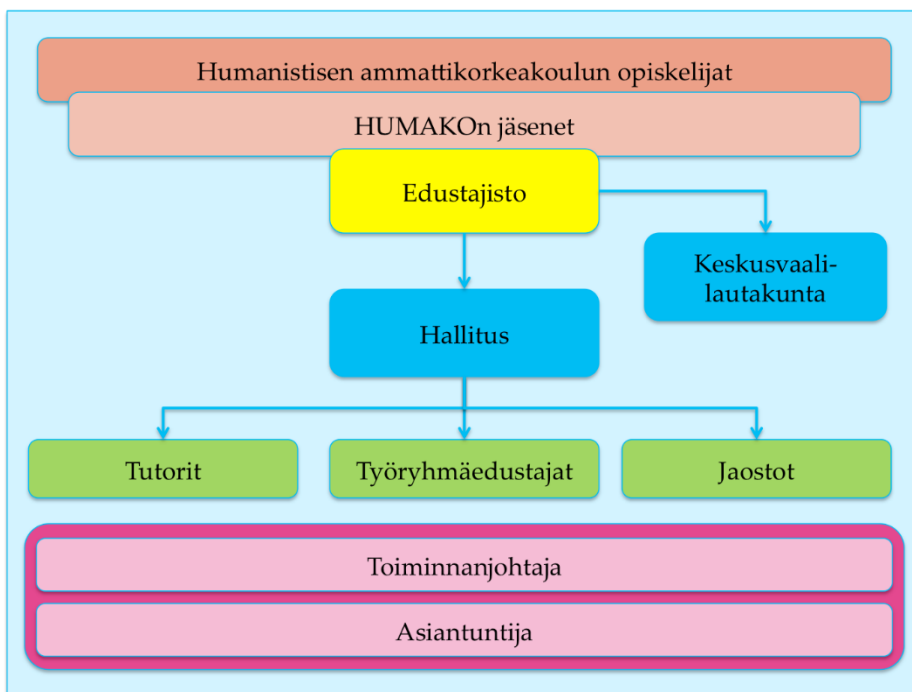 Humanistisen ammattikorkeakoulun opiskelijat
HUMAKOn jäsenet
Edustajisto
Keskusvaali-
lautakunta
Hallitus
Tutorit
Työryhmäedustajat
Jaostot
Toiminnanjohtaja
Asiantuntija